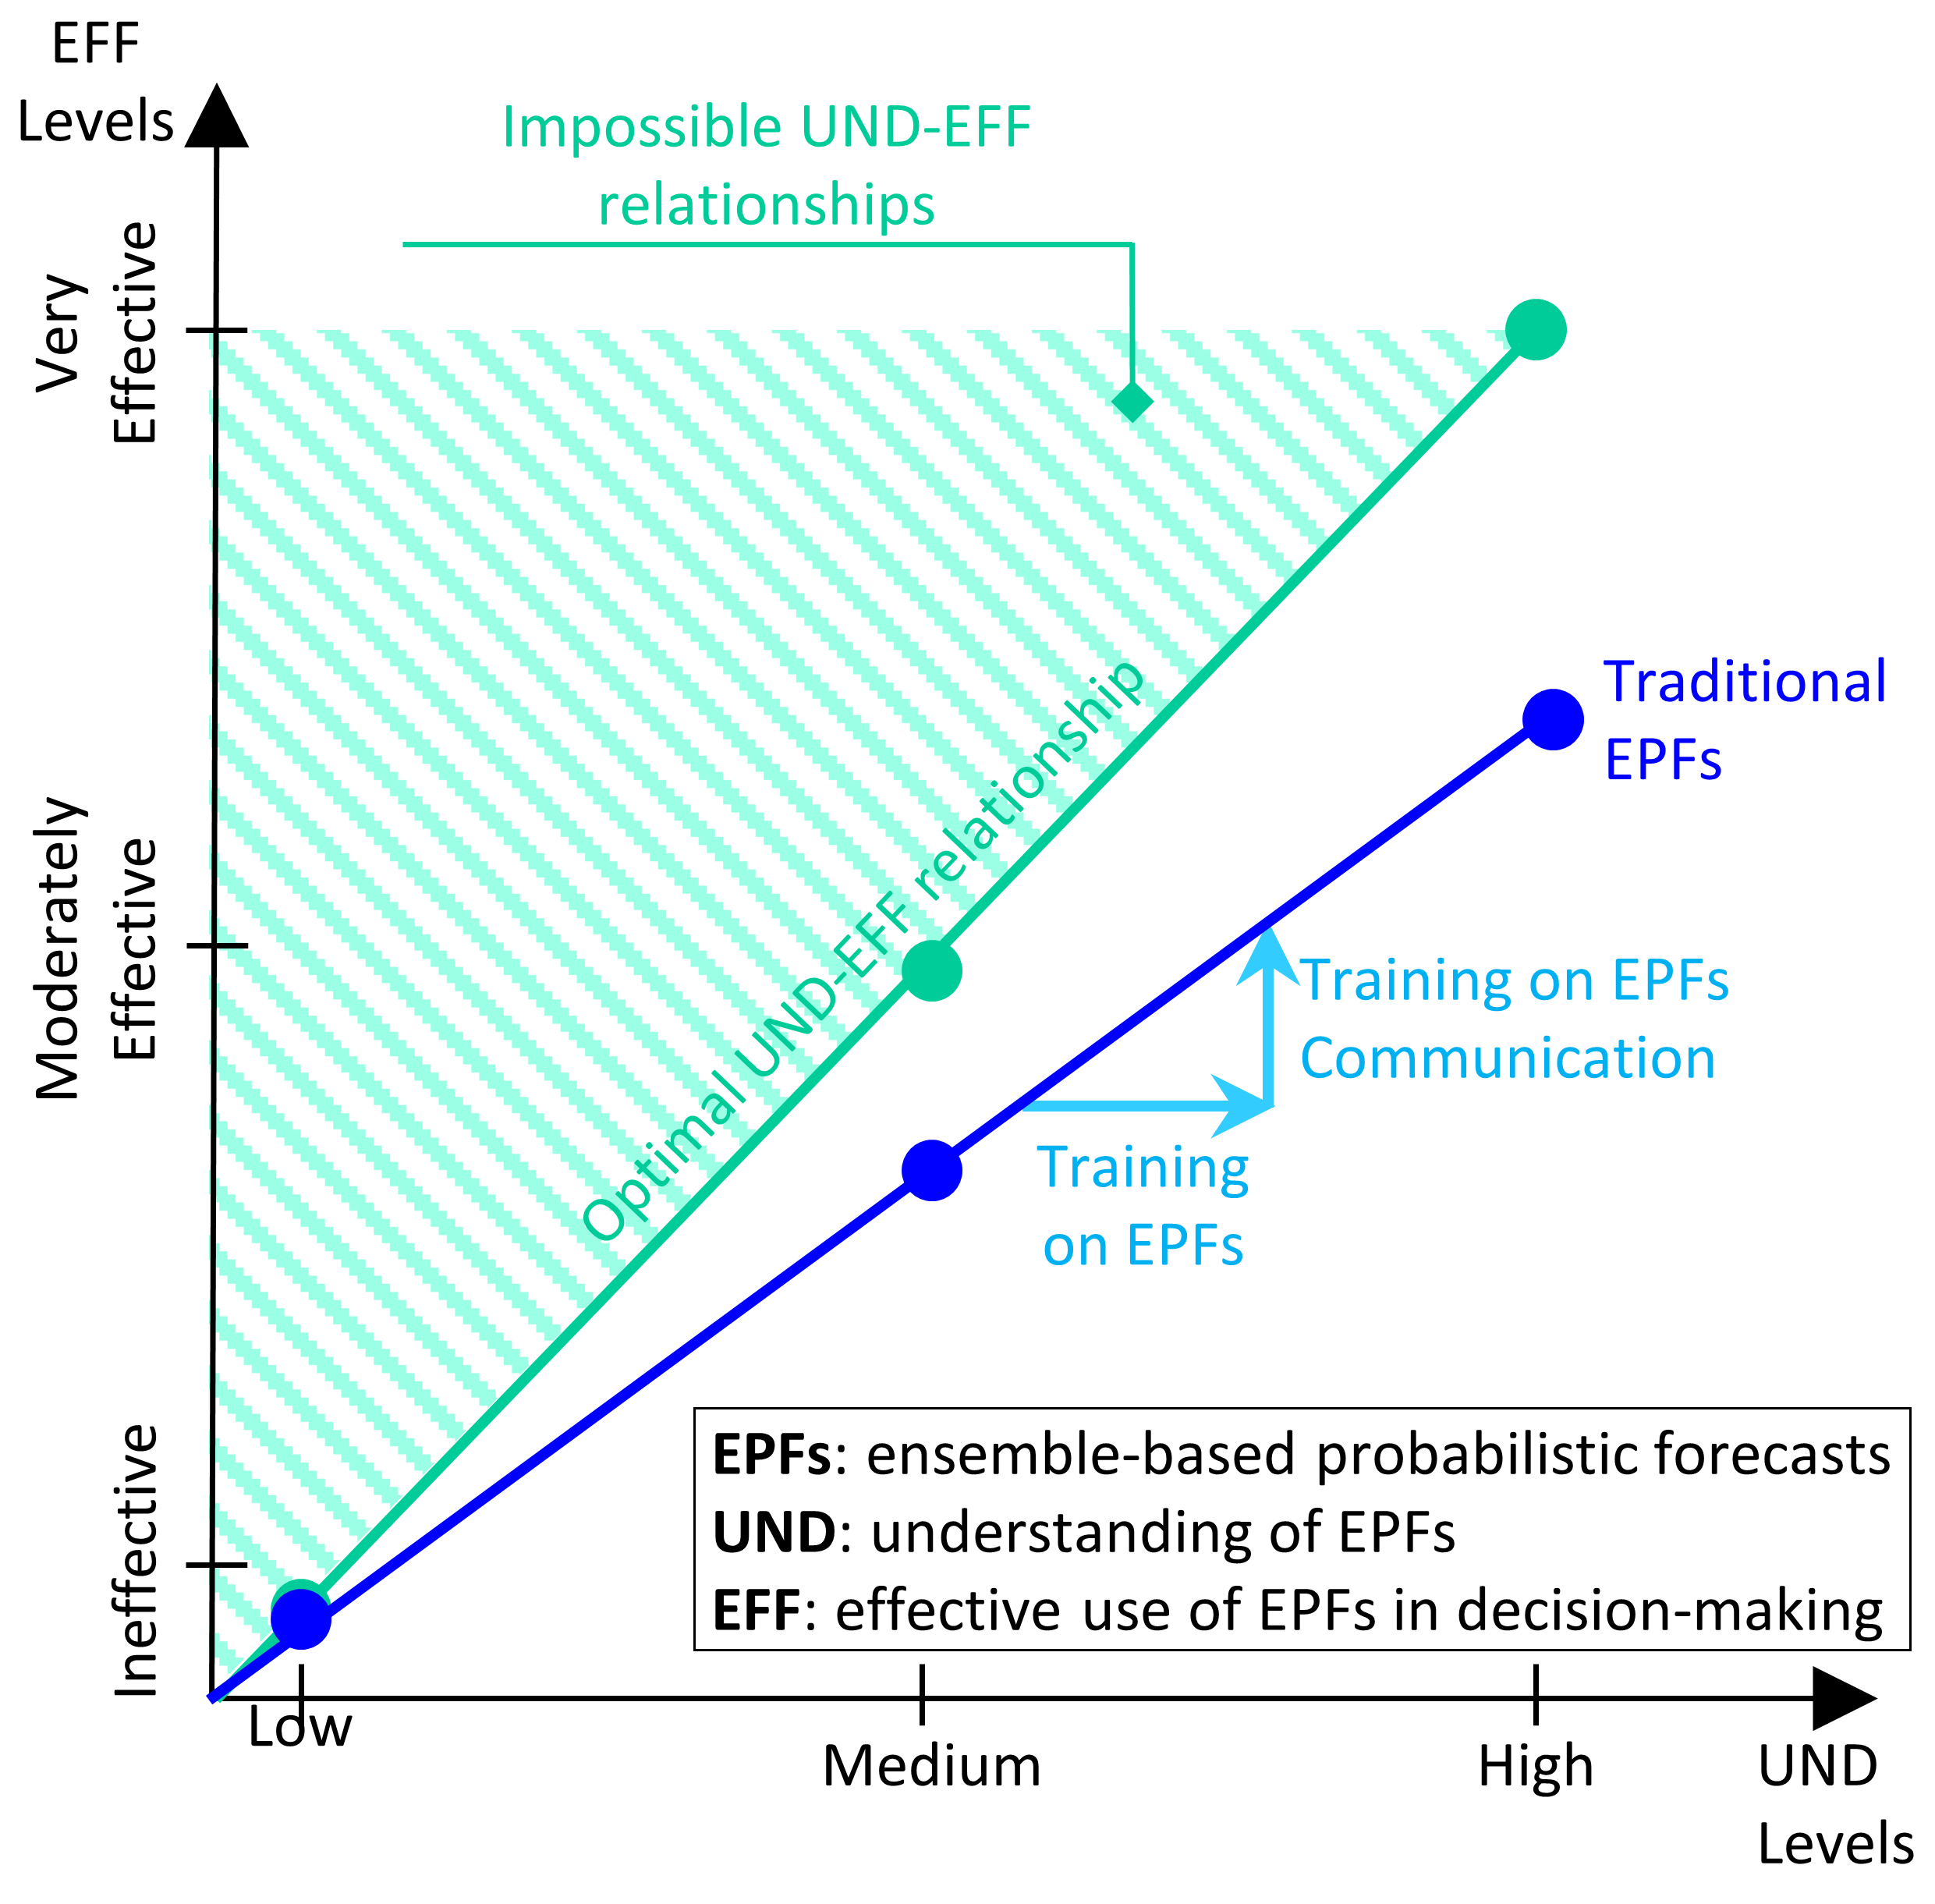 EFF
Levels
Impossible UND-EFF
relationships
Very
Effective
Moderately
Effective
Ineffective
Optimal UND-EFF relationship
Traditional
EPFs
Training on EPFs
Communication
Training
on EPFs
EPFs: ensemble-based probabilistic forecasts
UND: understanding of EPFs
EFF: effective use of EPFs in decision-making
Low
Medium
High
UND
Levels